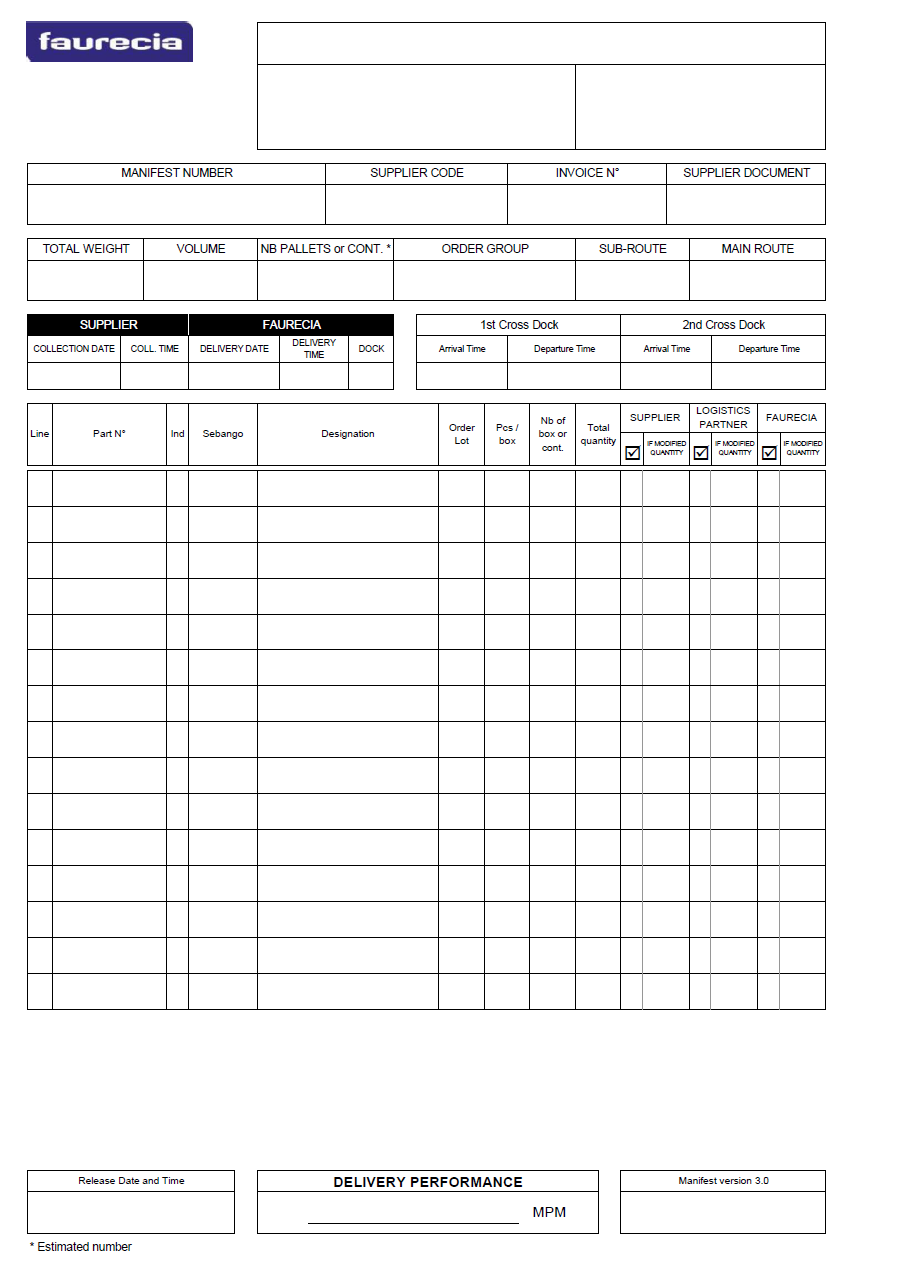 faurecia
MANIFEST NUMBER SUPPLIER CODE INVOICE N° SUPPLIER DOCUMENT
TOTAL WEIGHT VOLUME NB PALLETS or CONT. * ORDER GROUP SUB-ROUTE MAIN ROUTE
SUPPLIER FAURECIA 1st Cross Dock 2nd Cross Dock
COLLECTION DATE COLL. TIME DELIVERY DATE DELIVERY TIME DOCK Arrival Time Departure Time Arrival Time Departure Time
Line Part N° Ind Sebango Designation Order Lot Pcs / box Nb of box or cont. Total quantity SUPPLIER LOGISTICS PARTNER FAURECIA
IF MODIFIED QUANTITY IF MODIFIED QUANTITY IF MODIFIED QUANTITY
Release Date and Time DELIVERY PERFORMANCE Manifest version 3.0
MPM
* Estimated number